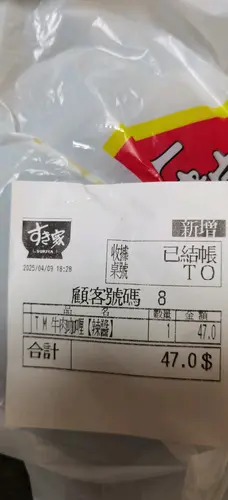 新增
すき家
SUKIYA
2025/04/09 18:28
收據 已結帳
桌號 TO
顧客號碼 8
品名 數量 金額
TM 牛肉咖哩【辣醬】 1 47.0
合計 47.0$